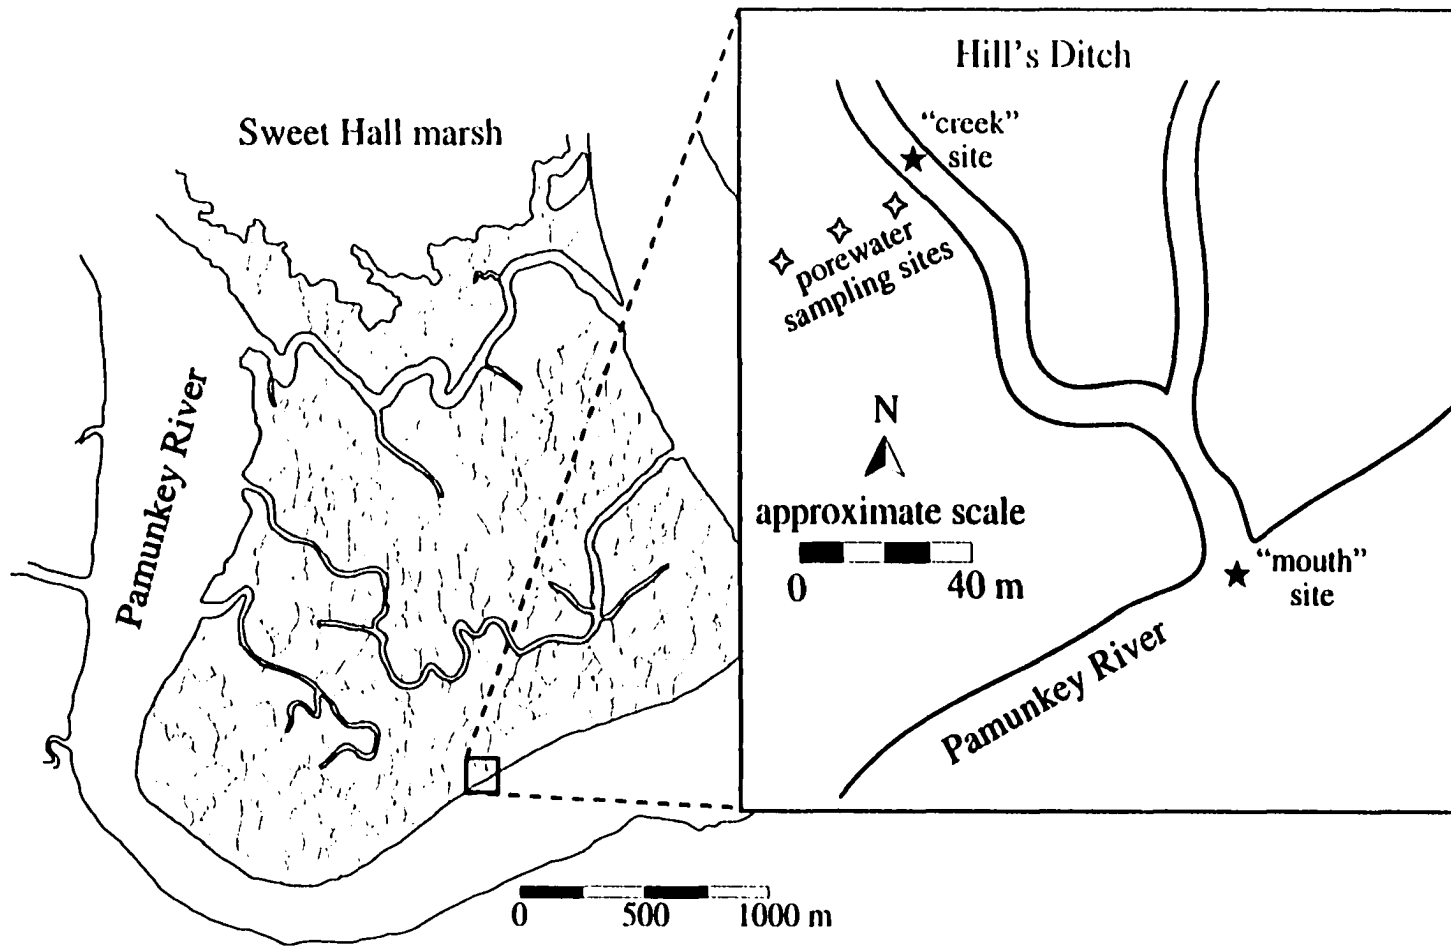 Sweet Hall marsh
Pamunkey River
0 500 1000 m
Hill's Ditch
"creek"
site
porewater
sampling sites
N
approximate scale
0 40 m
"mouth"
site
Pamunkey River